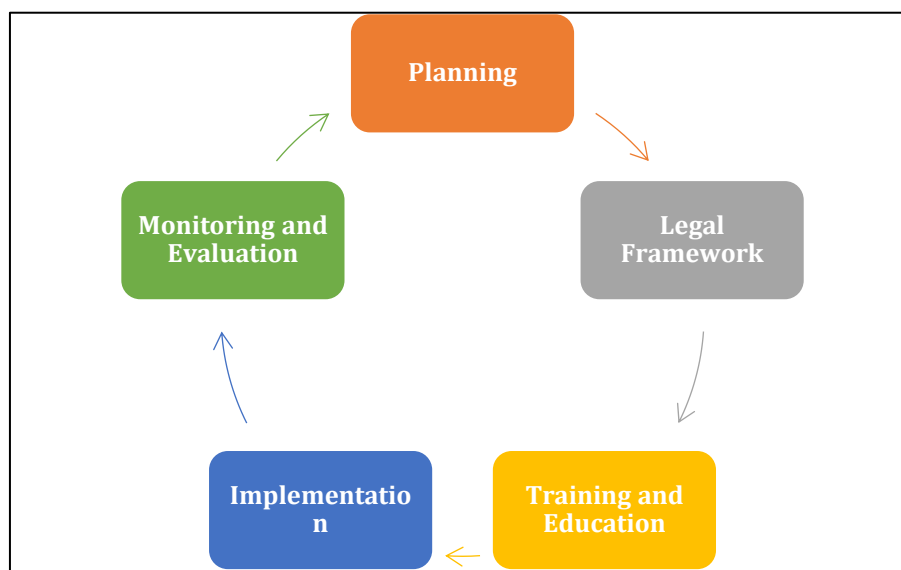 Planning
Legal
Framework
Training and
Education
Implementatio
n
Monitoring and
Evaluation